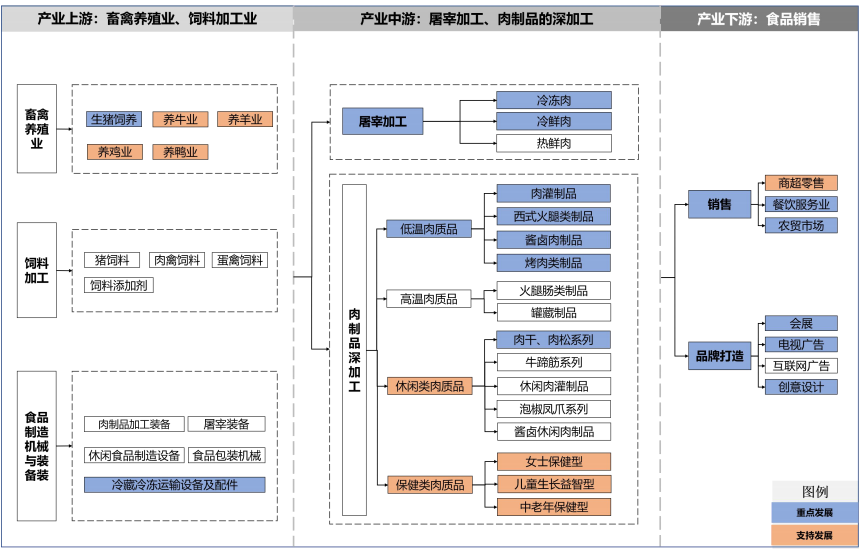 产业上游：畜禽养殖业、饲料加工业
产业中游：屠宰加工、肉制品的深加工
产业下游：食品销售
畜禽
养殖
业
生猪饲养
养牛业
养羊业
养鸡业
养鸭业
饲料
加工
猪饲料
肉禽饲料
蛋禽饲料
饲料添加剂
食品
制造
机械
与装
备装
肉制品加工装备
屠宰装备
休闲食品制造设备
食品包装机械
冷藏冷冻运输设备及配件
屠宰加工
冷冻肉
冷鲜肉
热鲜肉
肉
制
品
深
加
工
低温肉质品
肉灌制品
西式火腿类制品
酱卤肉制品
烤肉类制品
高温肉质品
火腿肠类制品
罐藏制品
休闲类肉质品
肉干、肉松系列
牛蹄筋系列
休闲肉灌制品
泡椒凤爪系列
酱卤休闲肉制品
保健类肉质品
女士保健型
儿童生长益智型
中老年保健型
销售
商超零售
餐饮服务业
农贸市场
品牌打造
会展
电视广告
互联网广告
创意设计
图例
重点发展
支持发展